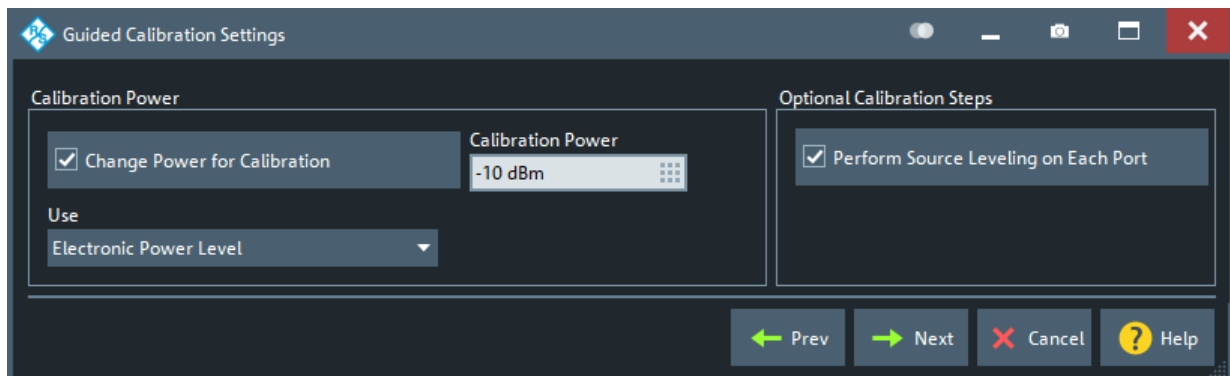 R&S Guided Calibration Settings
Calibration Power
Change Power for Calibration
Calibration Power
-10 dBm
Use
Electronic Power Level
Optional Calibration Steps
Perform Source Leveling on Each Port
Prev
Next
Cancel
? Help